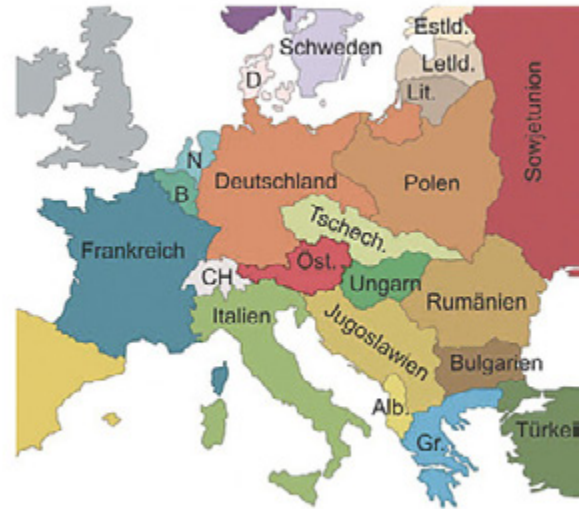 Estld.
Schweden
Letld.
D
Lit.
Sowjetunion
N
Deutschland
Polen
B
Tschech.
Frankreich
Öst.
CH
Ungarn
Italien
Rumänien
Jugoslawien
Bulgarien
Alb.
Gr.
Türkei